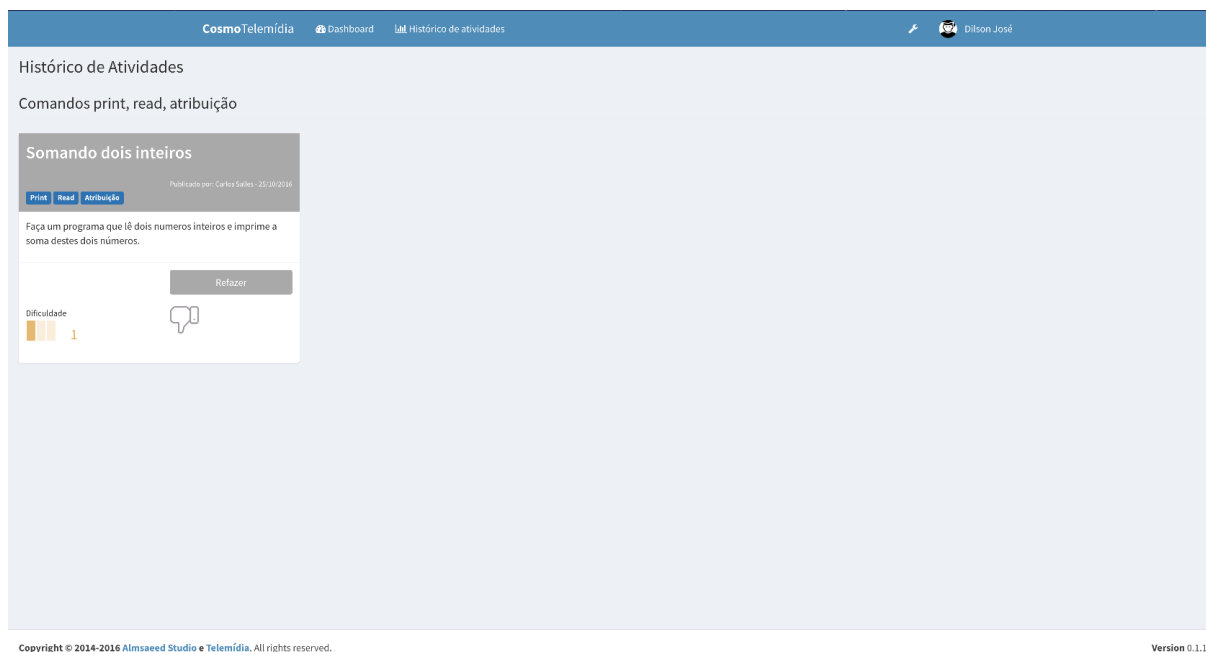 CosmoTelemídia Dashboard Histórico de atividades Dilson José
Histórico de Atividades
Comandos print, read, atribuição
Somando dois inteiros
Publicado por: Carlos Salles - 25/10/2016
Print Read Atribuição
Faça um programa que lê dois numeros inteiros e imprime a
soma destes dois números.
Refazer
Dificuldade
1
Copyright © 2014-2016 Almsaeed Studio e Telemídia. All rights reserved.
Version 0.1.1